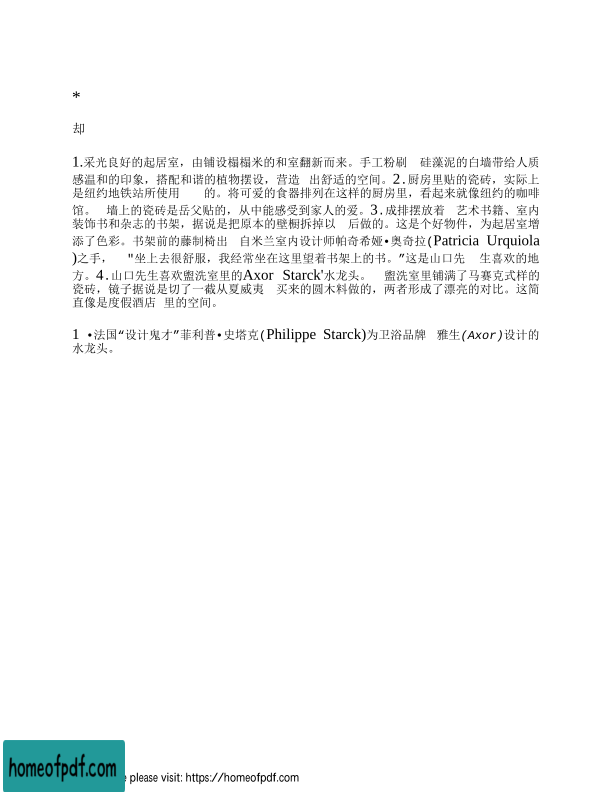 *
却
1.采光良好的起居室，由铺设榻榻米的和室翻新而来。手工粉刷 硅藻泥的白墙带给人质
感温和的印象，搭配和谐的植物摆设，营造 出舒适的空间。2.厨房里贴的瓷砖，实际上
是纽约地铁站所使用 的。将可爱的食器排列在这样的厨房里，看起来就像纽约的咖啡
馆。 墙上的瓷砖是岳父贴的，从中能感受到家人的爱。3.成排摆放着 艺术书籍、室内
装饰书和杂志的书架，据说是把原本的壁橱拆掉以 后做的。这是个好物件，为起居室增
添了色彩。书架前的藤制椅出 自米兰室内设计师帕奇希娅•奥奇拉(Patricia Urquiola
)之手， "坐上去很舒服，我经常坐在这里望着书架上的书。”这是山口先 生喜欢的地
方。4.山口先生喜欢盥洗室里的Axor Starck'水龙头。 盥洗室里铺满了马赛克式样的
瓷砖，镜子据说是切了一截从夏威夷 买来的圆木料做的，两者形成了漂亮的对比。这简
直像是度假酒店 里的空间。
1 •法国“设计鬼才”菲利普•史塔克(Philippe Starck)为卫浴品牌 雅生(Axor)设计的
水龙头。
homeofpdf.com
e please visit: https://homeofpdf.com